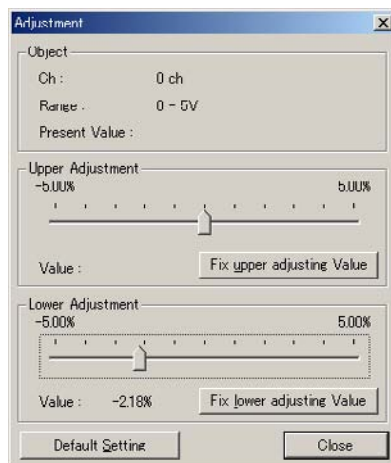 Adjustment
Object
Ch : 0 ch
Range : 0 - 5V
Present Value :
Upper Adjustment
-5.00% 5.00%
Value : Fix upper adjusting Value
Lower Adjustment
-5.00% 5.00%
Value : -2.18% Fix lower adjusting Value
Default Setting Close